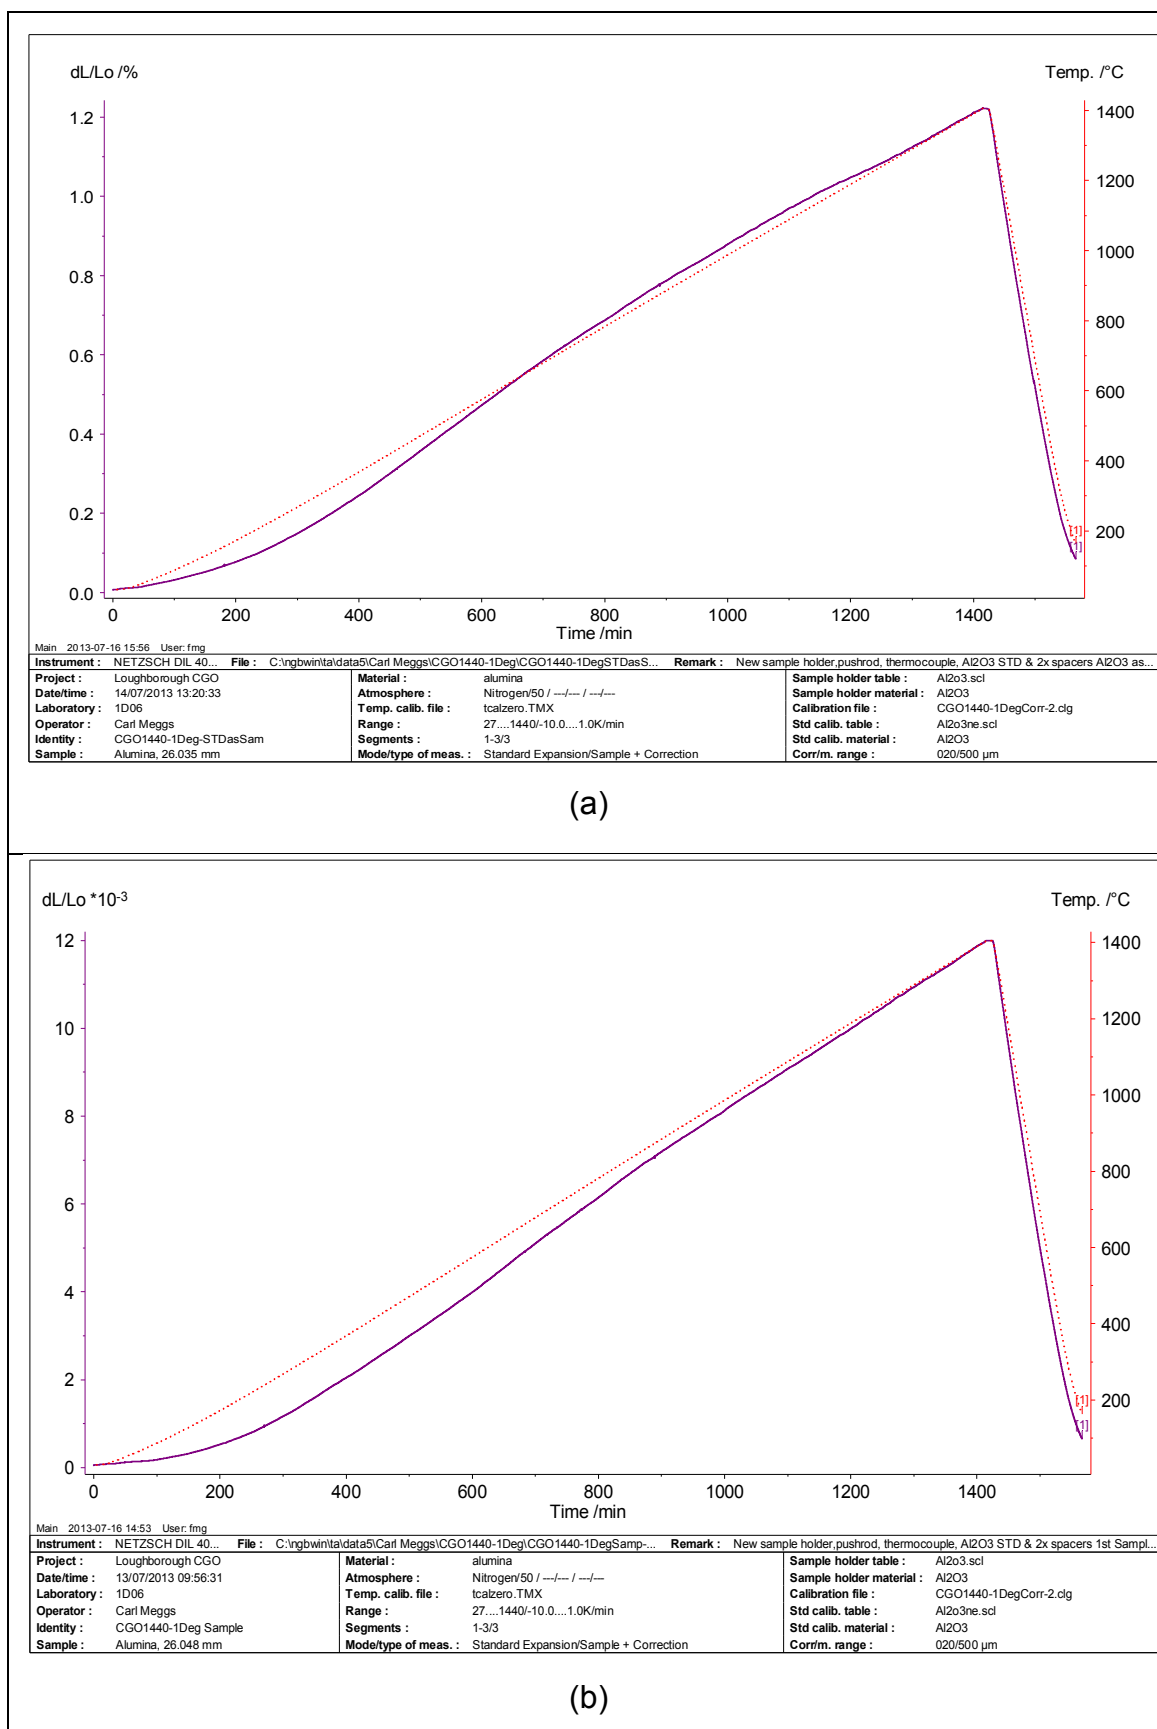 dL/Lo /% Temp. /°C
1.2 1400
1.0 1200
0.8 1000
0.6 800
0.4 600
0.2 400
0.0 200
[1]
[1]
0 200 400 600 800 1000 1200 1400
Time /min
Main 2013-07-16 15:56 User: fmg
Instrument : NETZSCH DIL 40... File : C:\ngbwin\ta\data5\Carl Meggs\CGO1440-1Deg\CGO1440-1DegSTDasS... Remark : New sample holder,pushrod, thermocouple, Al2O3 STD & 2x spacers Al2O3 as...
Project : Loughborough CGO Material : alumina Sample holder table : Al2o3.scl
Date/time : 14/07/2013 13:20:33 Atmosphere : Nitrogen/50 / ---/--- / ---/--- Sample holder material : Al2O3
Laboratory : 1D06 Temp. calib. file : tcalzero.TMX Calibration file : CGO1440-1DegCorr-2.clg
Operator : Carl Meggs Range : 27....1440/-10.0....1.0K/min Std calib. table : Al2o3ne.scl
Identity : CGO1440-1Deg-STDasSam Segments : 1-3/3 Std calib. material : Al2O3
Sample : Alumina, 26.035 mm Mode/type of meas. : Standard Expansion/Sample + Correction Corr/m. range : 020/500 µm
(a)
dL/Lo *10-3 Temp. /°C
12 1400
10 1200
8 1000
6 800
4 600
2 400
0 200
[1]
[1]
0 200 400 600 800 1000 1200 1400
Time /min
Main 2013-07-16 14:53 User: fmg
Instrument : NETZSCH DIL 40... File : C:\ngbwin\ta\data5\Carl Meggs\CGO1440-1Deg\CGO1440-1DegSamp-... Remark : New sample holder,pushrod, thermocouple, Al2O3 STD & 2x spacers 1st Sampl...
Project : Loughborough CGO Material : alumina Sample holder table : Al2o3.scl
Date/time : 13/07/2013 09:56:31 Atmosphere : Nitrogen/50 / ---/--- / ---/--- Sample holder material : Al2O3
Laboratory : 1D06 Temp. calib. file : tcalzero.TMX Calibration file : CGO1440-1DegCorr-2.clg
Operator : Carl Meggs Range : 27....1440/-10.0....1.0K/min Std calib. table : Al2o3ne.scl
Identity : CGO1440-1Deg Sample Segments : 1-3/3 Std calib. material : Al2O3
Sample : Alumina, 26.048 mm Mode/type of meas. : Standard Expansion/Sample + Correction Corr/m. range : 020/500 µm
(b)